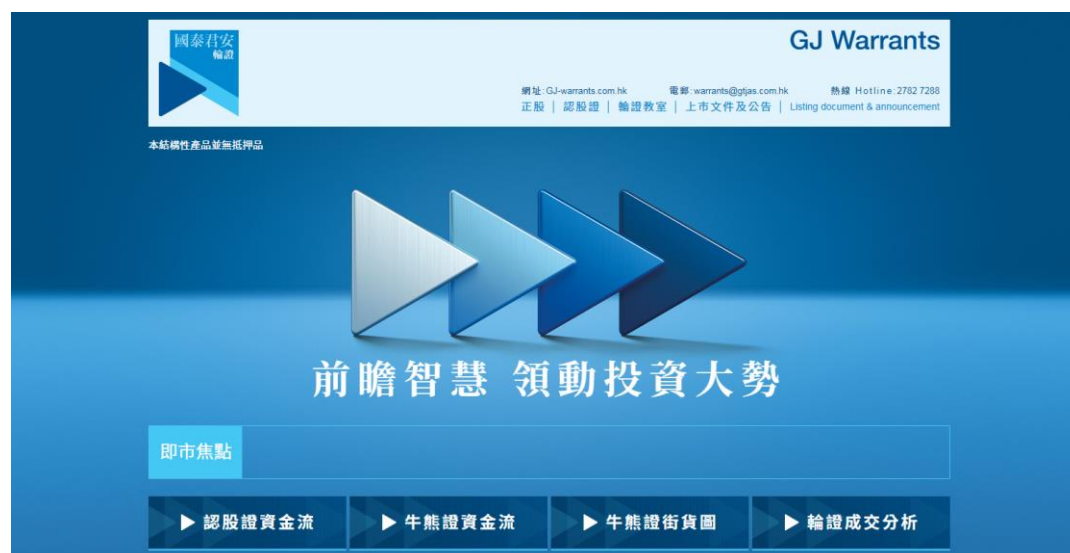 國泰君安
輪證
GJ Warrants
網址:GJ-warrants.com.hk 電郵:warrants@gtjas.com.hk 熱線 Hotline:2782 7288
正股 | 認股證 | 輪證教室 | 上市文件及公告 | Listing document & announcement
本結構性產品並無抵押品
前瞻智慧 領動投資大勢
即市焦點
認股證資金流 牛熊證資金流 牛熊證街貨圖 輪證成交分析